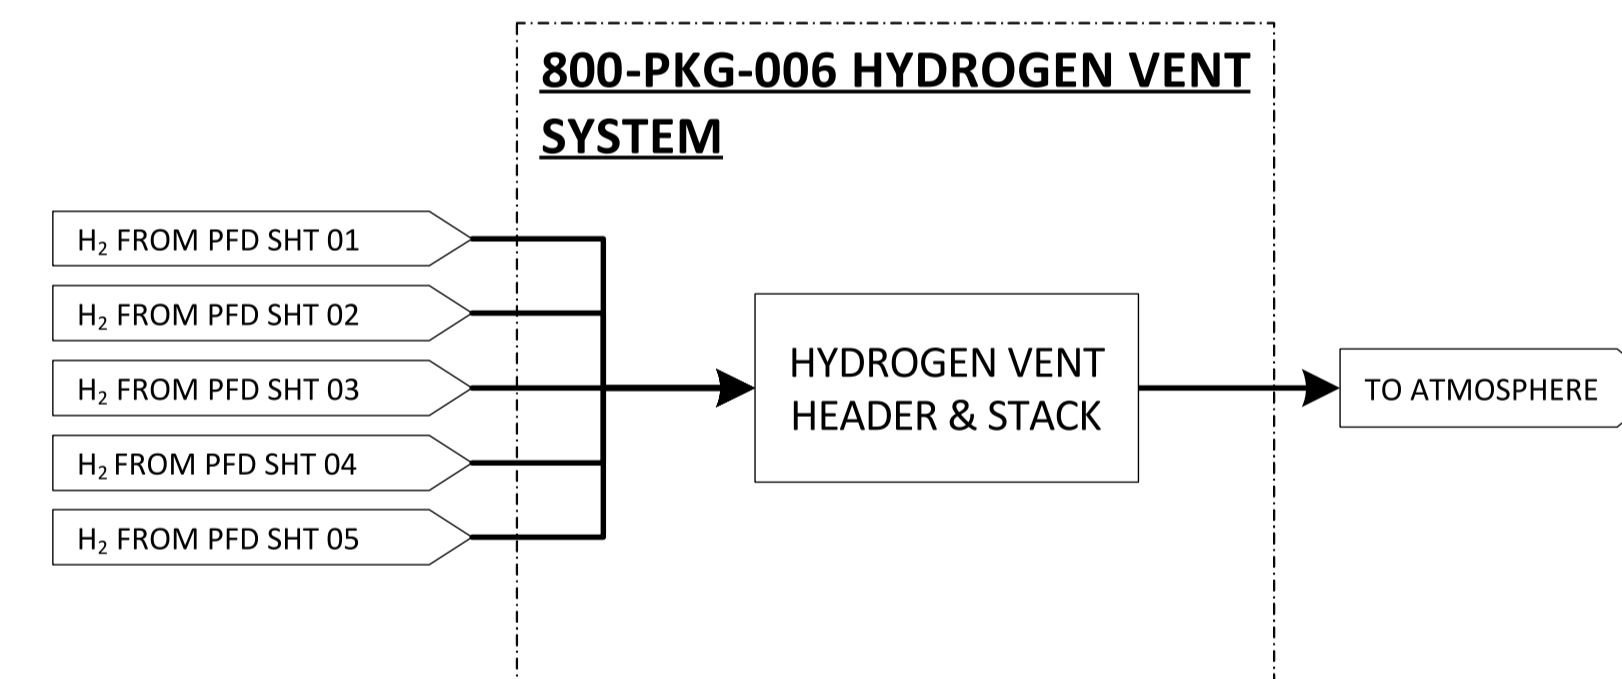 800-PKG-006 HYDROGEN VENT
SYSTEM
H₂ FROM PFD SHT 01
H₂ FROM PFD SHT 02
H₂ FROM PFD SHT 03
H₂ FROM PFD SHT 04
H₂ FROM PFD SHT 05
HYDROGEN VENT
HEADER & STACK
TO ATMOSPHERE